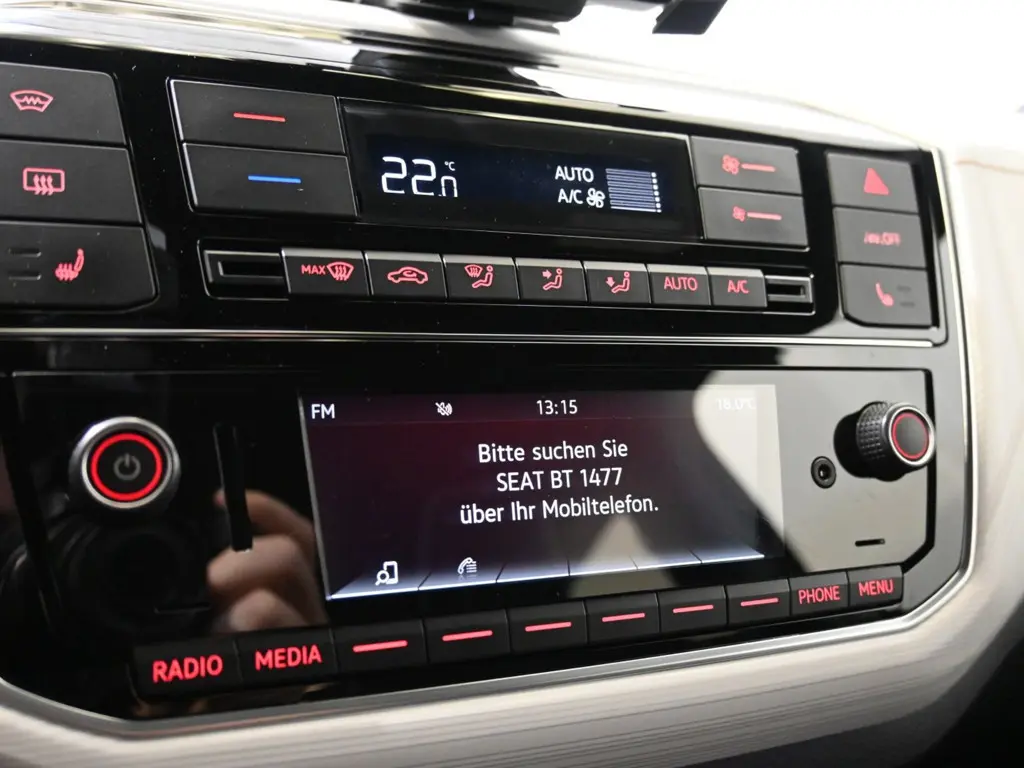 22.0 °C
AUTO
A/C
MAX
AUTO
A/C
FM
13:15
18.0°C
Bitte suchen Sie
SEAT BT 1477
über Ihr Mobiltelefon.
RADIO
MEDIA
PHONE
MENU